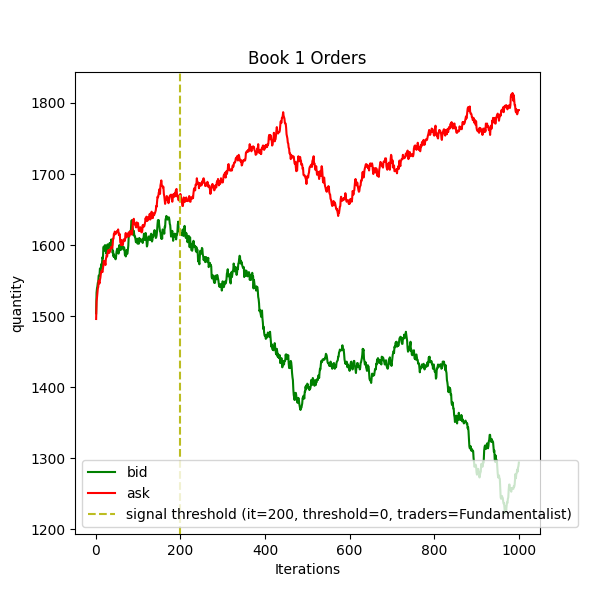 Book 1 Orders
quantity
1800
1700
1600
1500
1400
1300
1200
bid
ask
signal threshold (it=200, threshold=0, traders=Fundamentalist)
0 200 400 600 800 1000
Iterations